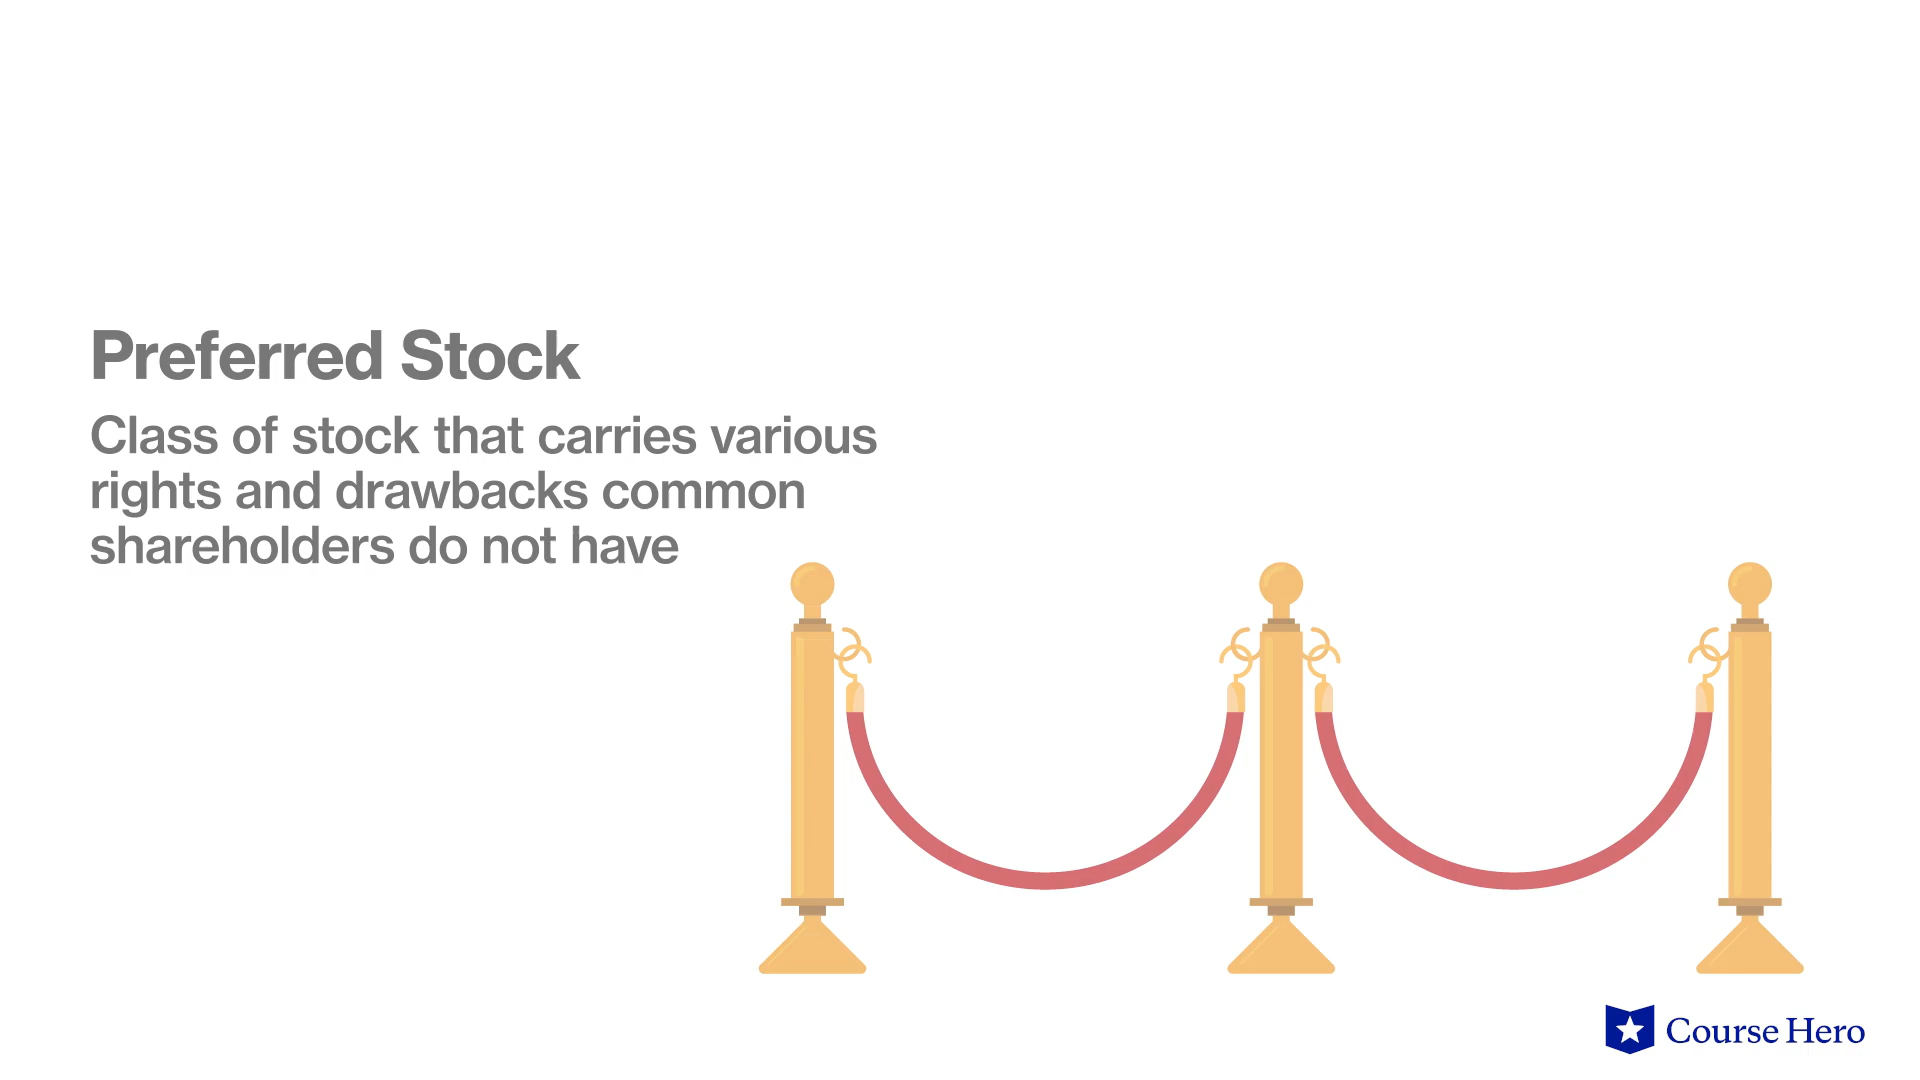 Preferred Stock
Class of stock that carries various
rights and drawbacks common
shareholders do not have
Course Hero